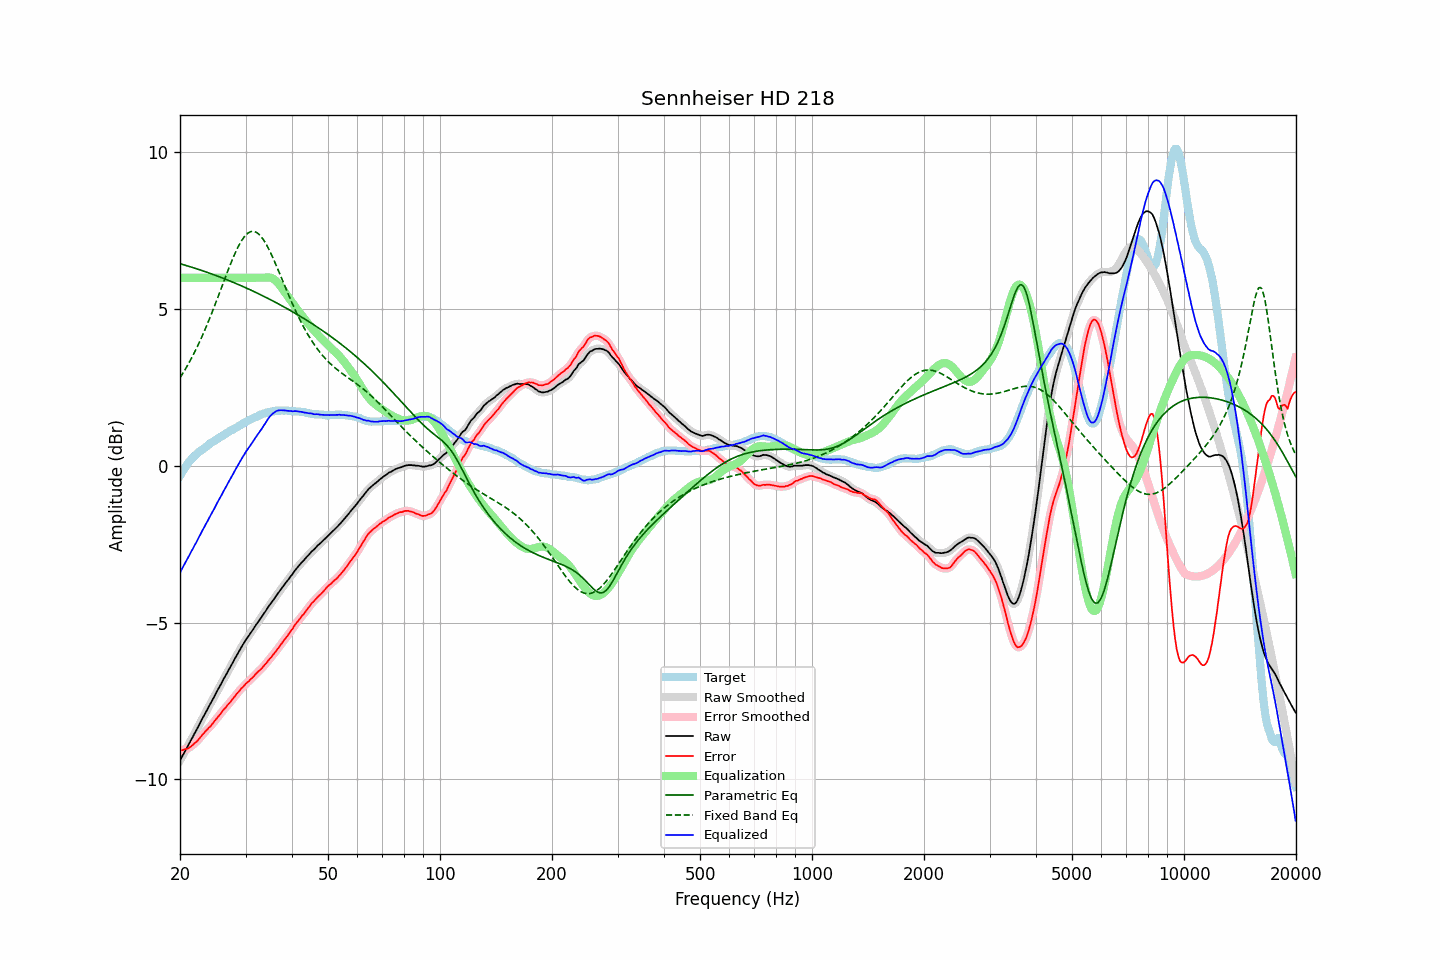 Sennheiser HD 218
Amplitude (dBr)
10
5
0
−5
−10
Target
Raw Smoothed
Error Smoothed
Raw
Error
Equalization
Parametric Eq
Fixed Band Eq
Equalized
20 50 100 200 500 1000 2000 5000 10000 20000
Frequency (Hz)